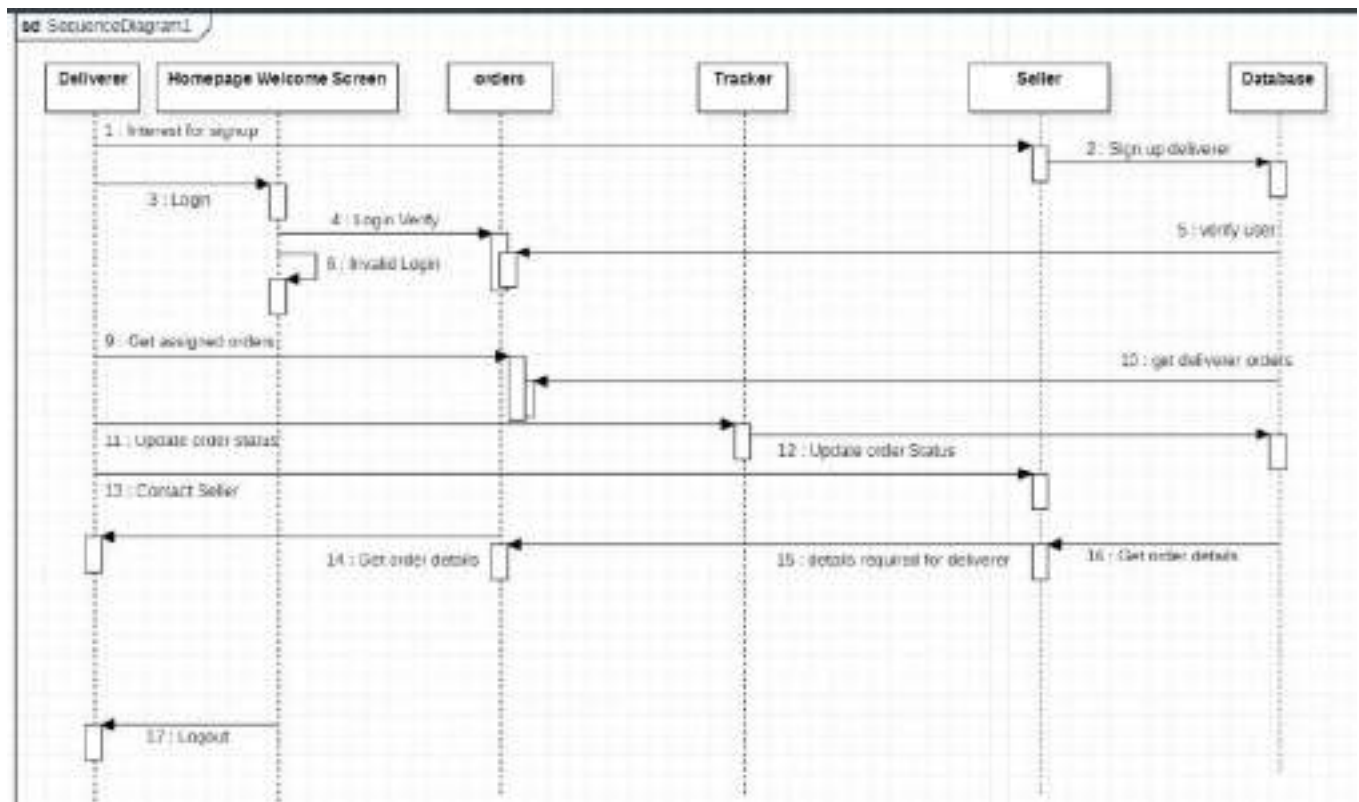 sd SequenceDiagram1
Deliverer
Homepage Welcome Screen
orders
Tracker
Seller
Database
1 : Interest for signup
2 : Sign up deliverer
3 : Login
4 : Login Verify
5 : verify user
6 : Invalid Login
9 : Get assigned orders
10 : get deliverer orders
11 : Update order status
12 : Update order Status
13 : Contact Seller
14 : Get order details
15 : details required for deliverer
16 : Get order details
17 : Logout